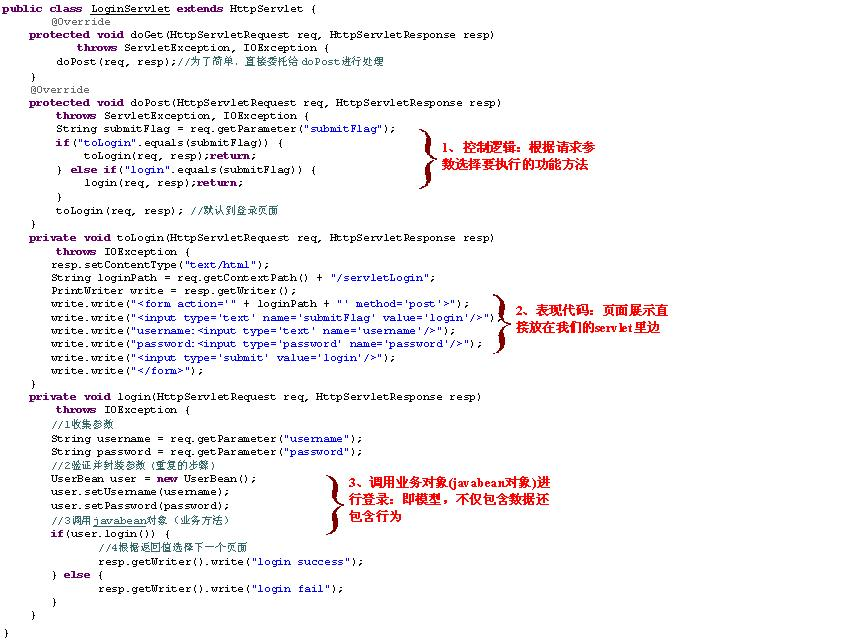 public class LoginServlet extends HttpServlet {
@Override
protected void doGet(HttpServletRequest req, HttpServletResponse resp)
throws ServletException, IOException {
doPost(req, resp);//为了简单，直接委托给doPost进行处理
}
@Override
protected void doPost(HttpServletRequest req, HttpServletResponse resp)
throws ServletException, IOException {
String submitFlag = req.getParameter("submitFlag");
if("toLogin".equals(submitFlag)) {
toLogin(req, resp);return;
} else if("login".equals(submitFlag)) {
login(req, resp);return;
}
toLogin(req, resp); //默认到登录页面
}
1、控制逻辑：根据请求参
数选择要执行的功能方法
private void toLogin(HttpServletRequest req, HttpServletResponse resp)
throws IOException {
resp.setContentType("text/html");
String loginPath = req.getContextPath() + "/servletLogin";
PrintWriter write = resp.getWriter();
write.write("<form action='" + loginPath + "' method='post'>");
write.write("<input type='text' name='submitFlag' value='login'/>");
write.write("username:<input type='text' name='username'/>");
write.write("password:<input type='password' name='password'/>");
write.write("<input type='submit' value='login'/>");
write.write("</form>");
}
2、表现代码：页面展示直
接放在我们的servlet里边
private void login(HttpServletRequest req, HttpServletResponse resp)
throws IOException {
//1收集参数
String username = req.getParameter("username");
String password = req.getParameter("password");
//2验证并封装参数（重复的步骤）
UserBean user = new UserBean();
user.setUsername(username);
user.setPassword(password);
//3调用javabean对象（业务方法）
if(user.login()) {
//4根据返回值选择下一个页面
resp.getWriter().write("login success");
} else {
resp.getWriter().write("login fail");
}
}
}
3、调用业务对象(javabean对象)进
行登录：即模型，不仅包含数据还
包含行为